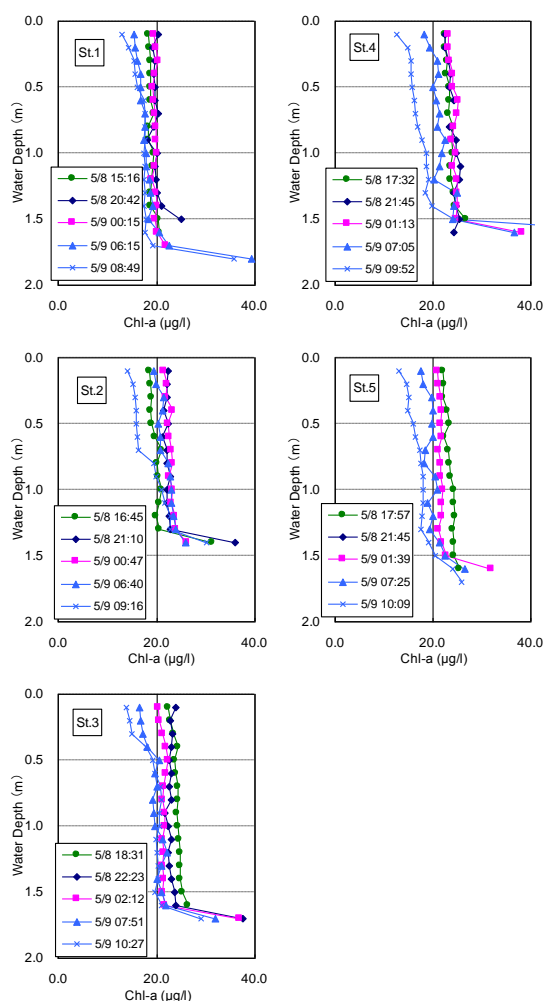 0.0
0.5
1.0
1.5
2.0
Water Depth (m)
St.1
5/8 15:16
5/8 20:42
5/9 00:15
5/9 06:15
5/9 08:49
0.0 20.0 40.0
Chl-a (μg/l)
0.0
0.5
1.0
1.5
2.0
Water Depth (m)
St.4
5/8 17:32
5/8 21:45
5/9 01:13
5/9 07:05
5/9 09:52
0.0 20.0 40.0
Chl-a (μg/l)
0.0
0.5
1.0
1.5
2.0
Water Depth (m)
St.2
5/8 16:45
5/8 21:10
5/9 00:47
5/9 06:40
5/9 09:16
0.0 20.0 40.0
Chl-a (μg/l)
0.0
0.5
1.0
1.5
2.0
Water Depth (m)
St.5
5/8 17:57
5/8 21:45
5/9 01:39
5/9 07:25
5/9 10:09
0.0 20.0 40.0
Chl-a (μg/l)
0.0
0.5
1.0
1.5
2.0
Water Depth (m)
St.3
5/8 18:31
5/8 22:23
5/9 02:12
5/9 07:51
5/9 10:27
0.0 20.0 40.0
Chl-a (μg/l)